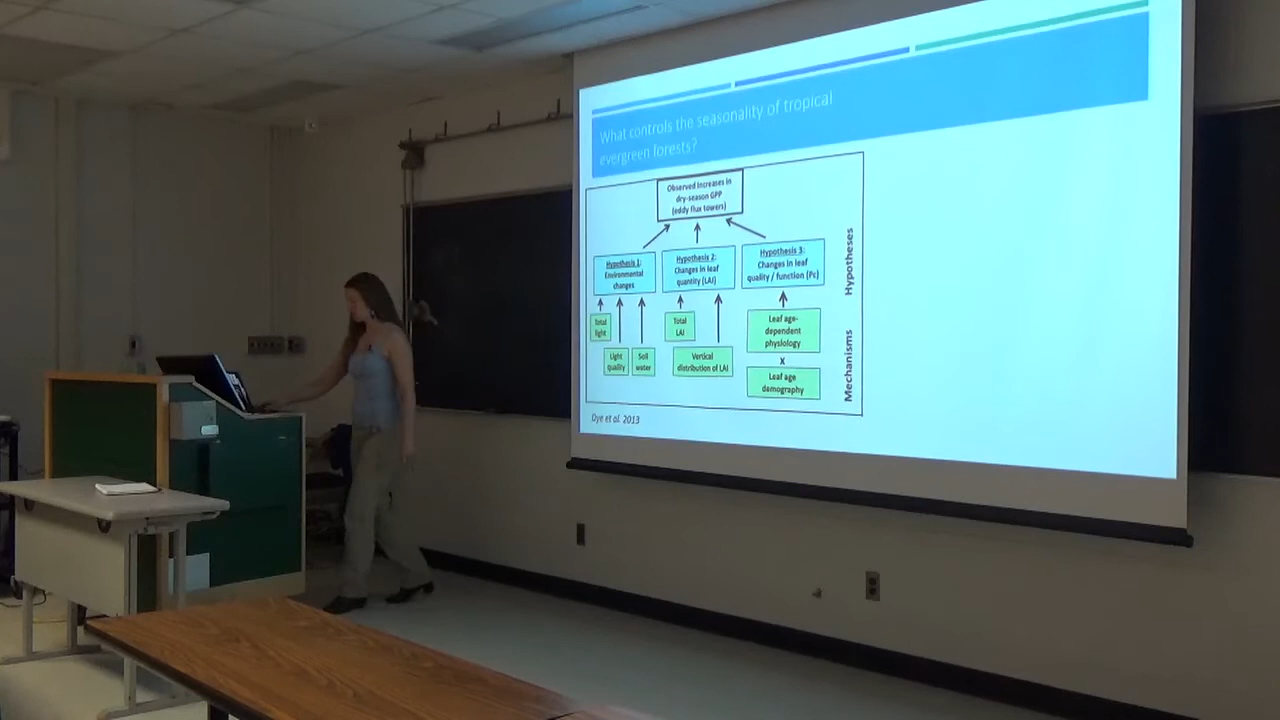 What controls the seasonality of tropical
evergreen forests?
Observed Increases in
dry-season GPP
(eddy flux towers)
Hypothesis 1:
Environmental
changes
Hypothesis 2:
Changes in leaf
quantity (LAI)
Hypothesis 3:
Changes in leaf
quality / function (Pc)
Hypotheses
Total
light
Light
quality
Soil
water
Total
LAI
Vertical
distribution of LAI
Leaf age-
dependent
physiology
x
Leaf age
demography
Mechanisms
Dye et al. 2013